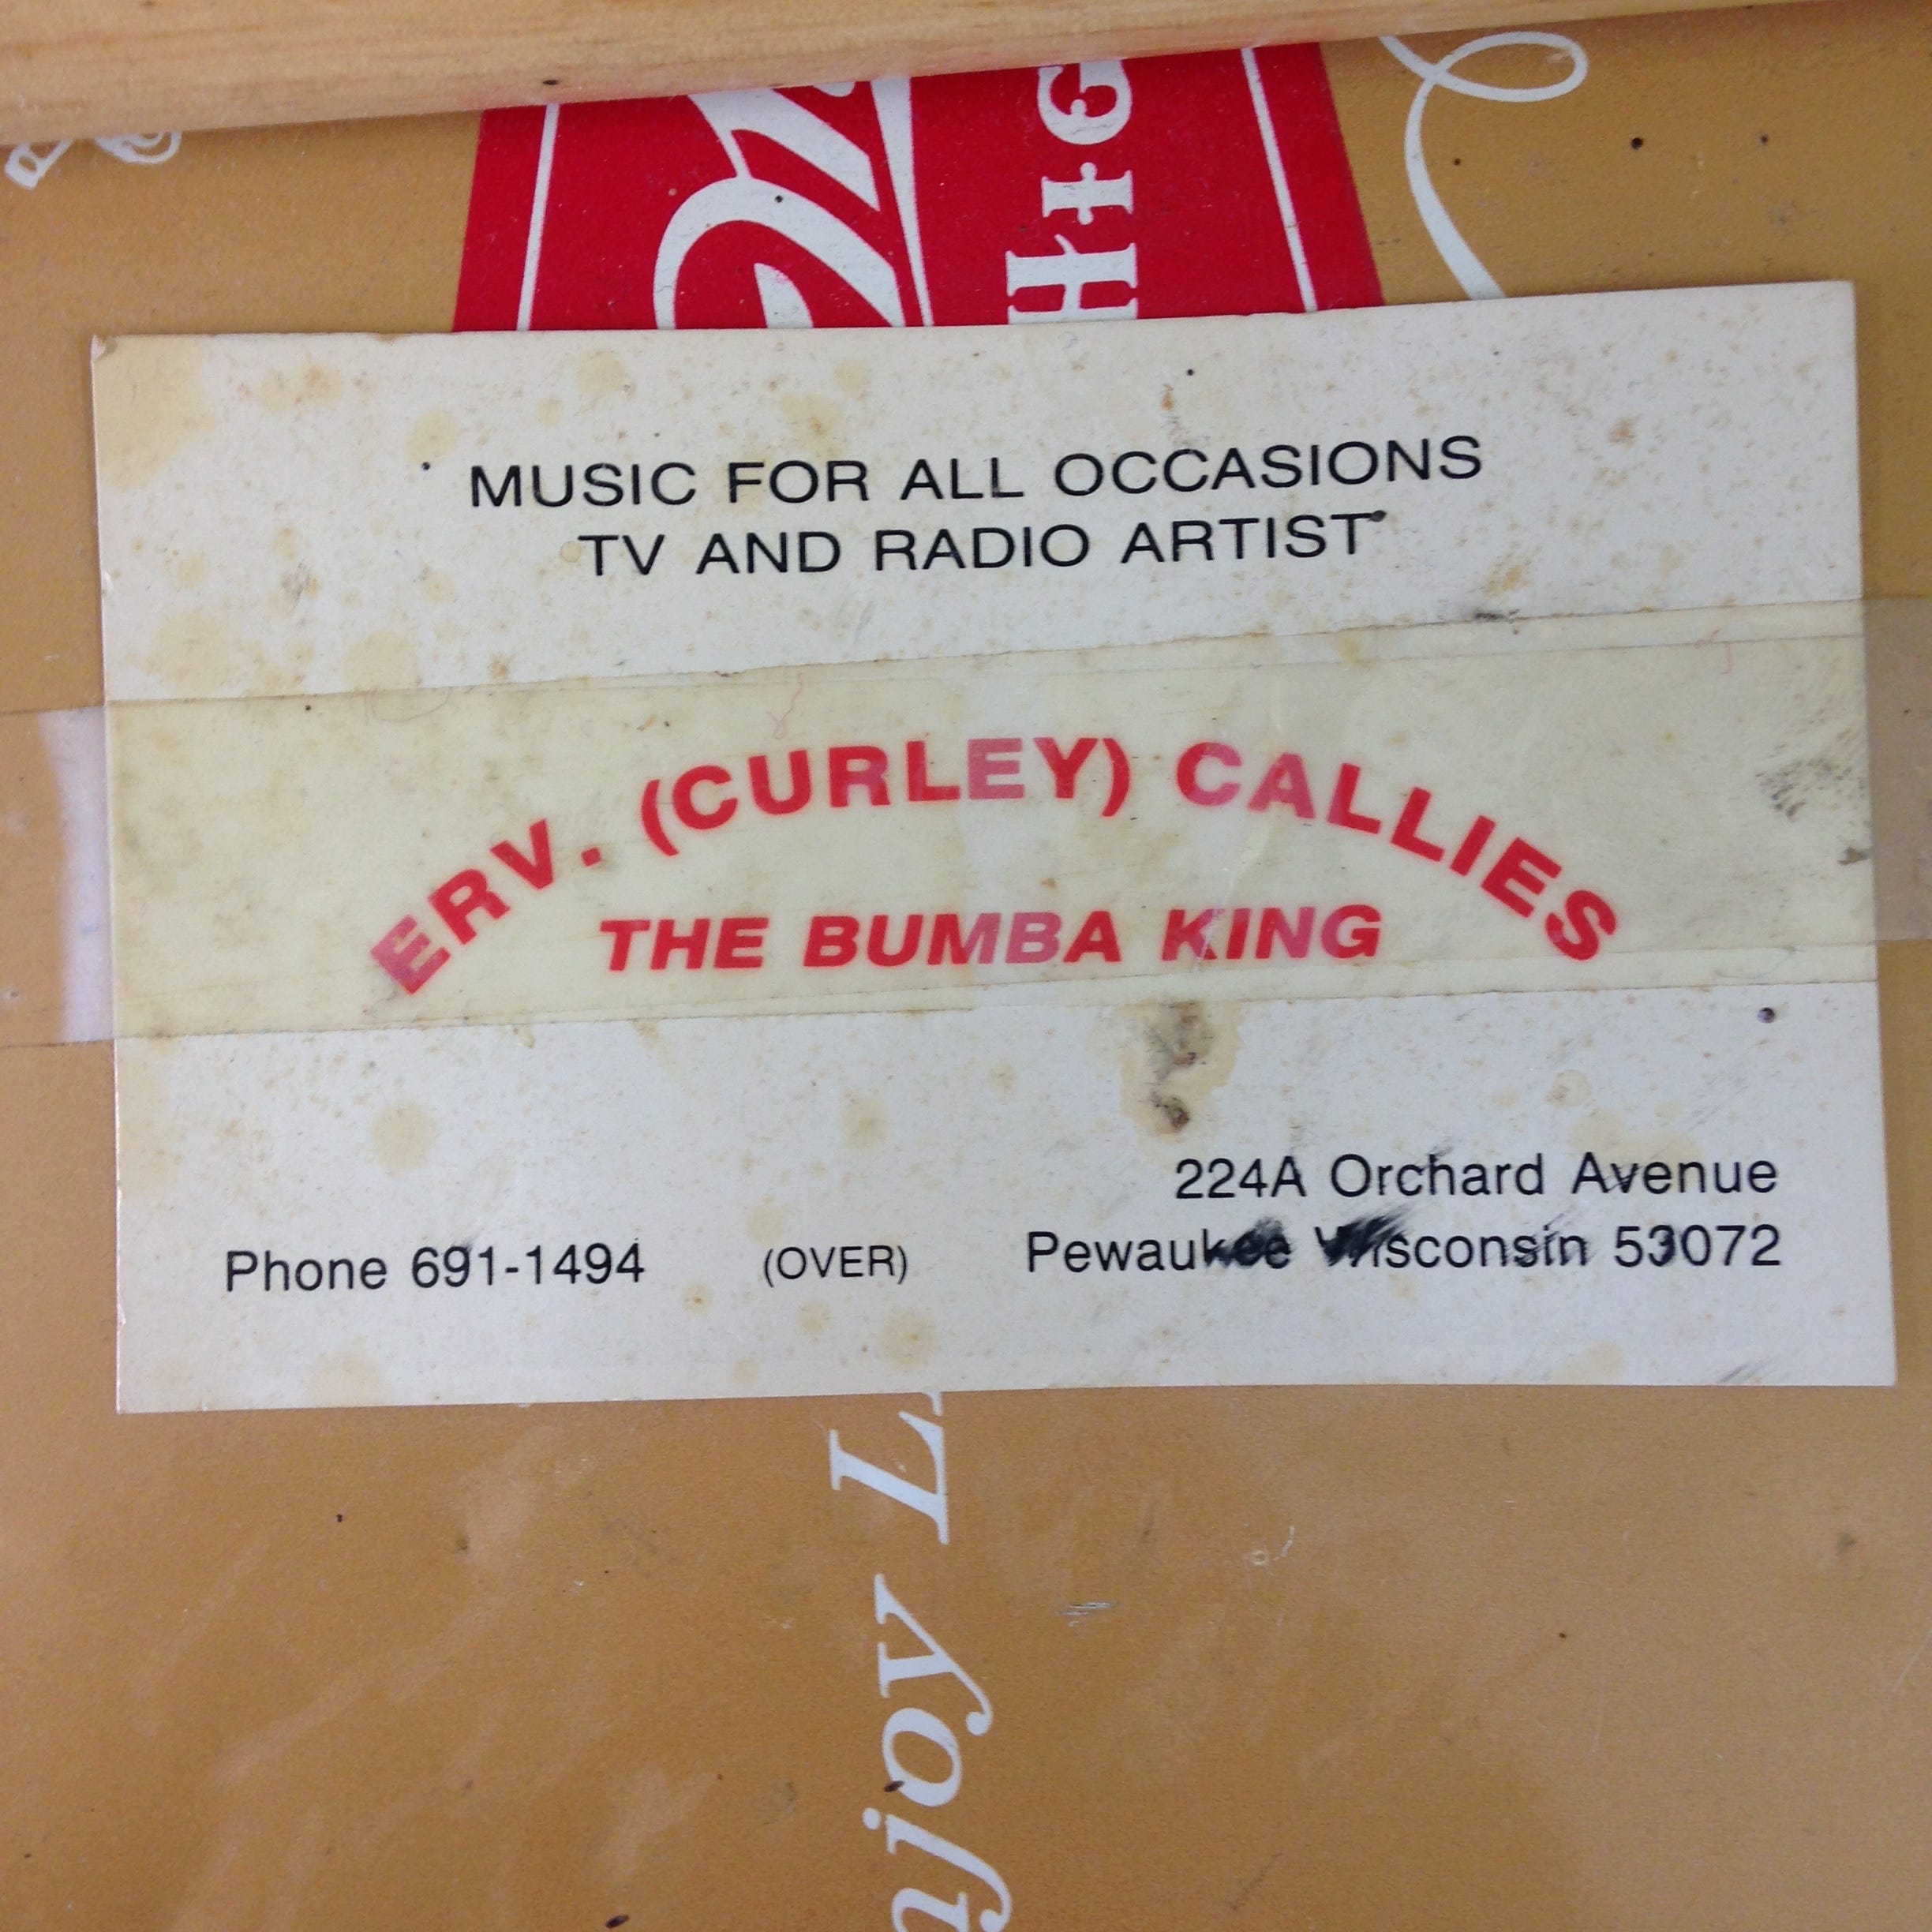 MUSIC FOR ALL OCCASIONS
TV AND RADIO ARTIST
ERV. (CURLEY) CALLIES
THE BUMBA KING
224A Orchard Avenue
Phone 691-1494 (OVER) Pewaukee Wisconsin 53072